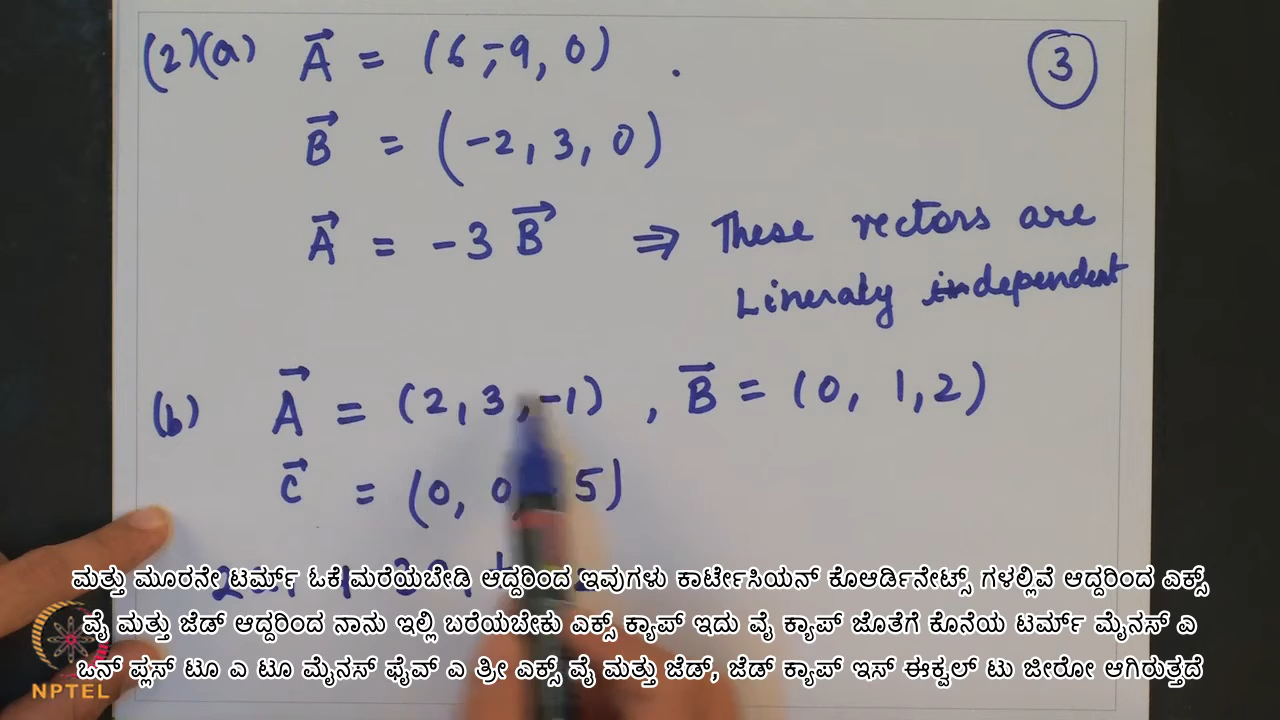 (2)(a) A⃗ = (6, -9, 0) .
3
B⃗ = (-2, 3, 0)
A⃗ = -3 B⃗ ⇒ These vectors are
Lineraly dependent
(b) A⃗ = (2, 3, -1) , B⃗ = (0, 1, 2)
C⃗ = (0, 0, 5)
ಮತ್ತು ಮೂರನೇ ಟರ್ಮ್ ಓಕೆ ಮರೆಯಬೇಡಿ ಆದ್ದರಿಂದ ಇವುಗಳು ಕಾರ್ಟೇಸಿಯನ್ ಕೊಆರ್ಡಿನೇಟ್ಸ್ ಗಳಲ್ಲಿವೆ ಆದ್ದರಿಂದ ಎಕ್ಸ್
ವೈ ಮತ್ತು ಜೆಡ್ ಆದ್ದರಿಂದ ನಾನು ಇಲ್ಲಿ ಬರೆಯಬೇಕು ಎಕ್ಸ್ ಕ್ಯಾಪ್ ಇದು ವೈ ಕ್ಯಾಪ್ ಜೊತೆಗೆ ಕೊನೆಯ ಟರ್ಮ್ ಮೈನಸ್ ಎ
ಒನ್ ಪ್ಲಸ್ ಟೂ ಎ ಟೂ ಮೈನಸ್ ಫೈವ್ ಎ ತ್ರೀ ಎಕ್ಸ್ ವೈ ಮತ್ತು ಜೆಡ್, ಜೆಡ್ ಕ್ಯಾಪ್ ಇಸ್ ಈಕ್ವಲ್ ಟು ಜೀರೋ ಆಗಿರುತ್ತದೆ
NPTEL